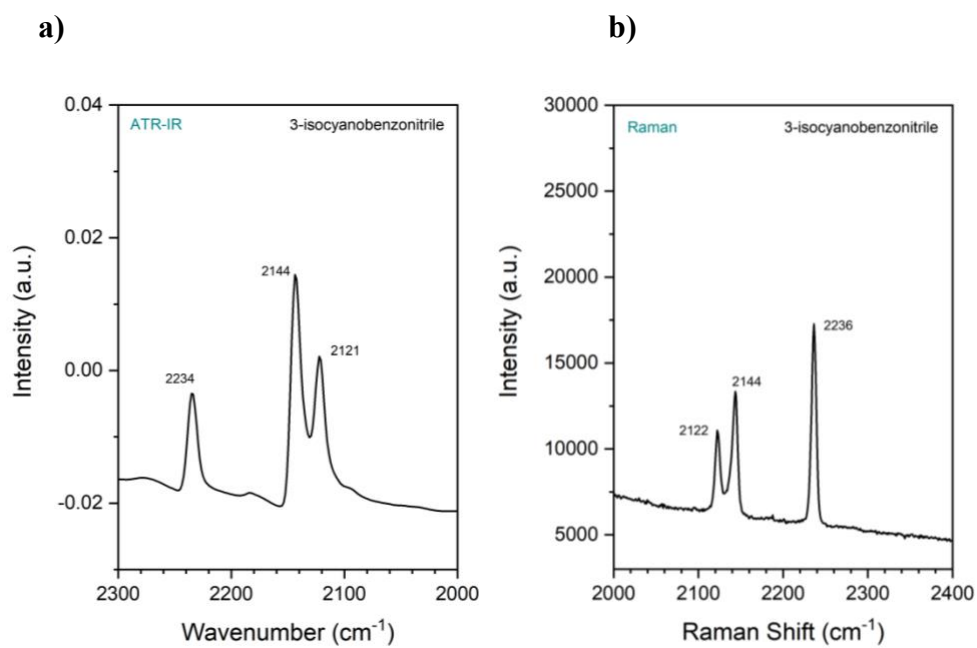 a)
0.04
0.02
0.00
-0.02
Intensity (a.u.)
ATR-IR
3-isocyanobenzonitrile
2234
2144
2121
2300
2200
2100
2000
Wavenumber (cm-1)
b)
30000
25000
20000
15000
10000
5000
Intensity (a.u.)
Raman
3-isocyanobenzonitrile
2122
2144
2236
2000
2100
2200
2300
2400
Raman Shift (cm-1)